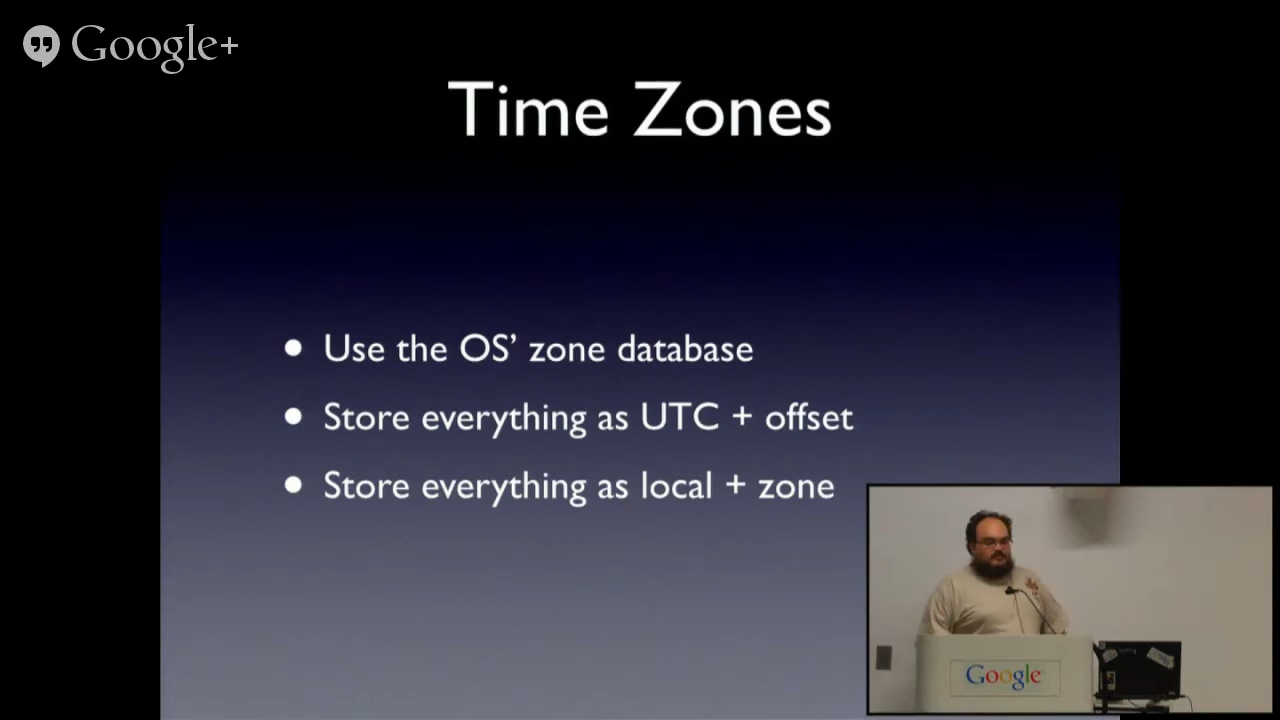 Google+
Time Zones
• Use the OS’ zone database
• Store everything as UTC + offset
• Store everything as local + zone
Google